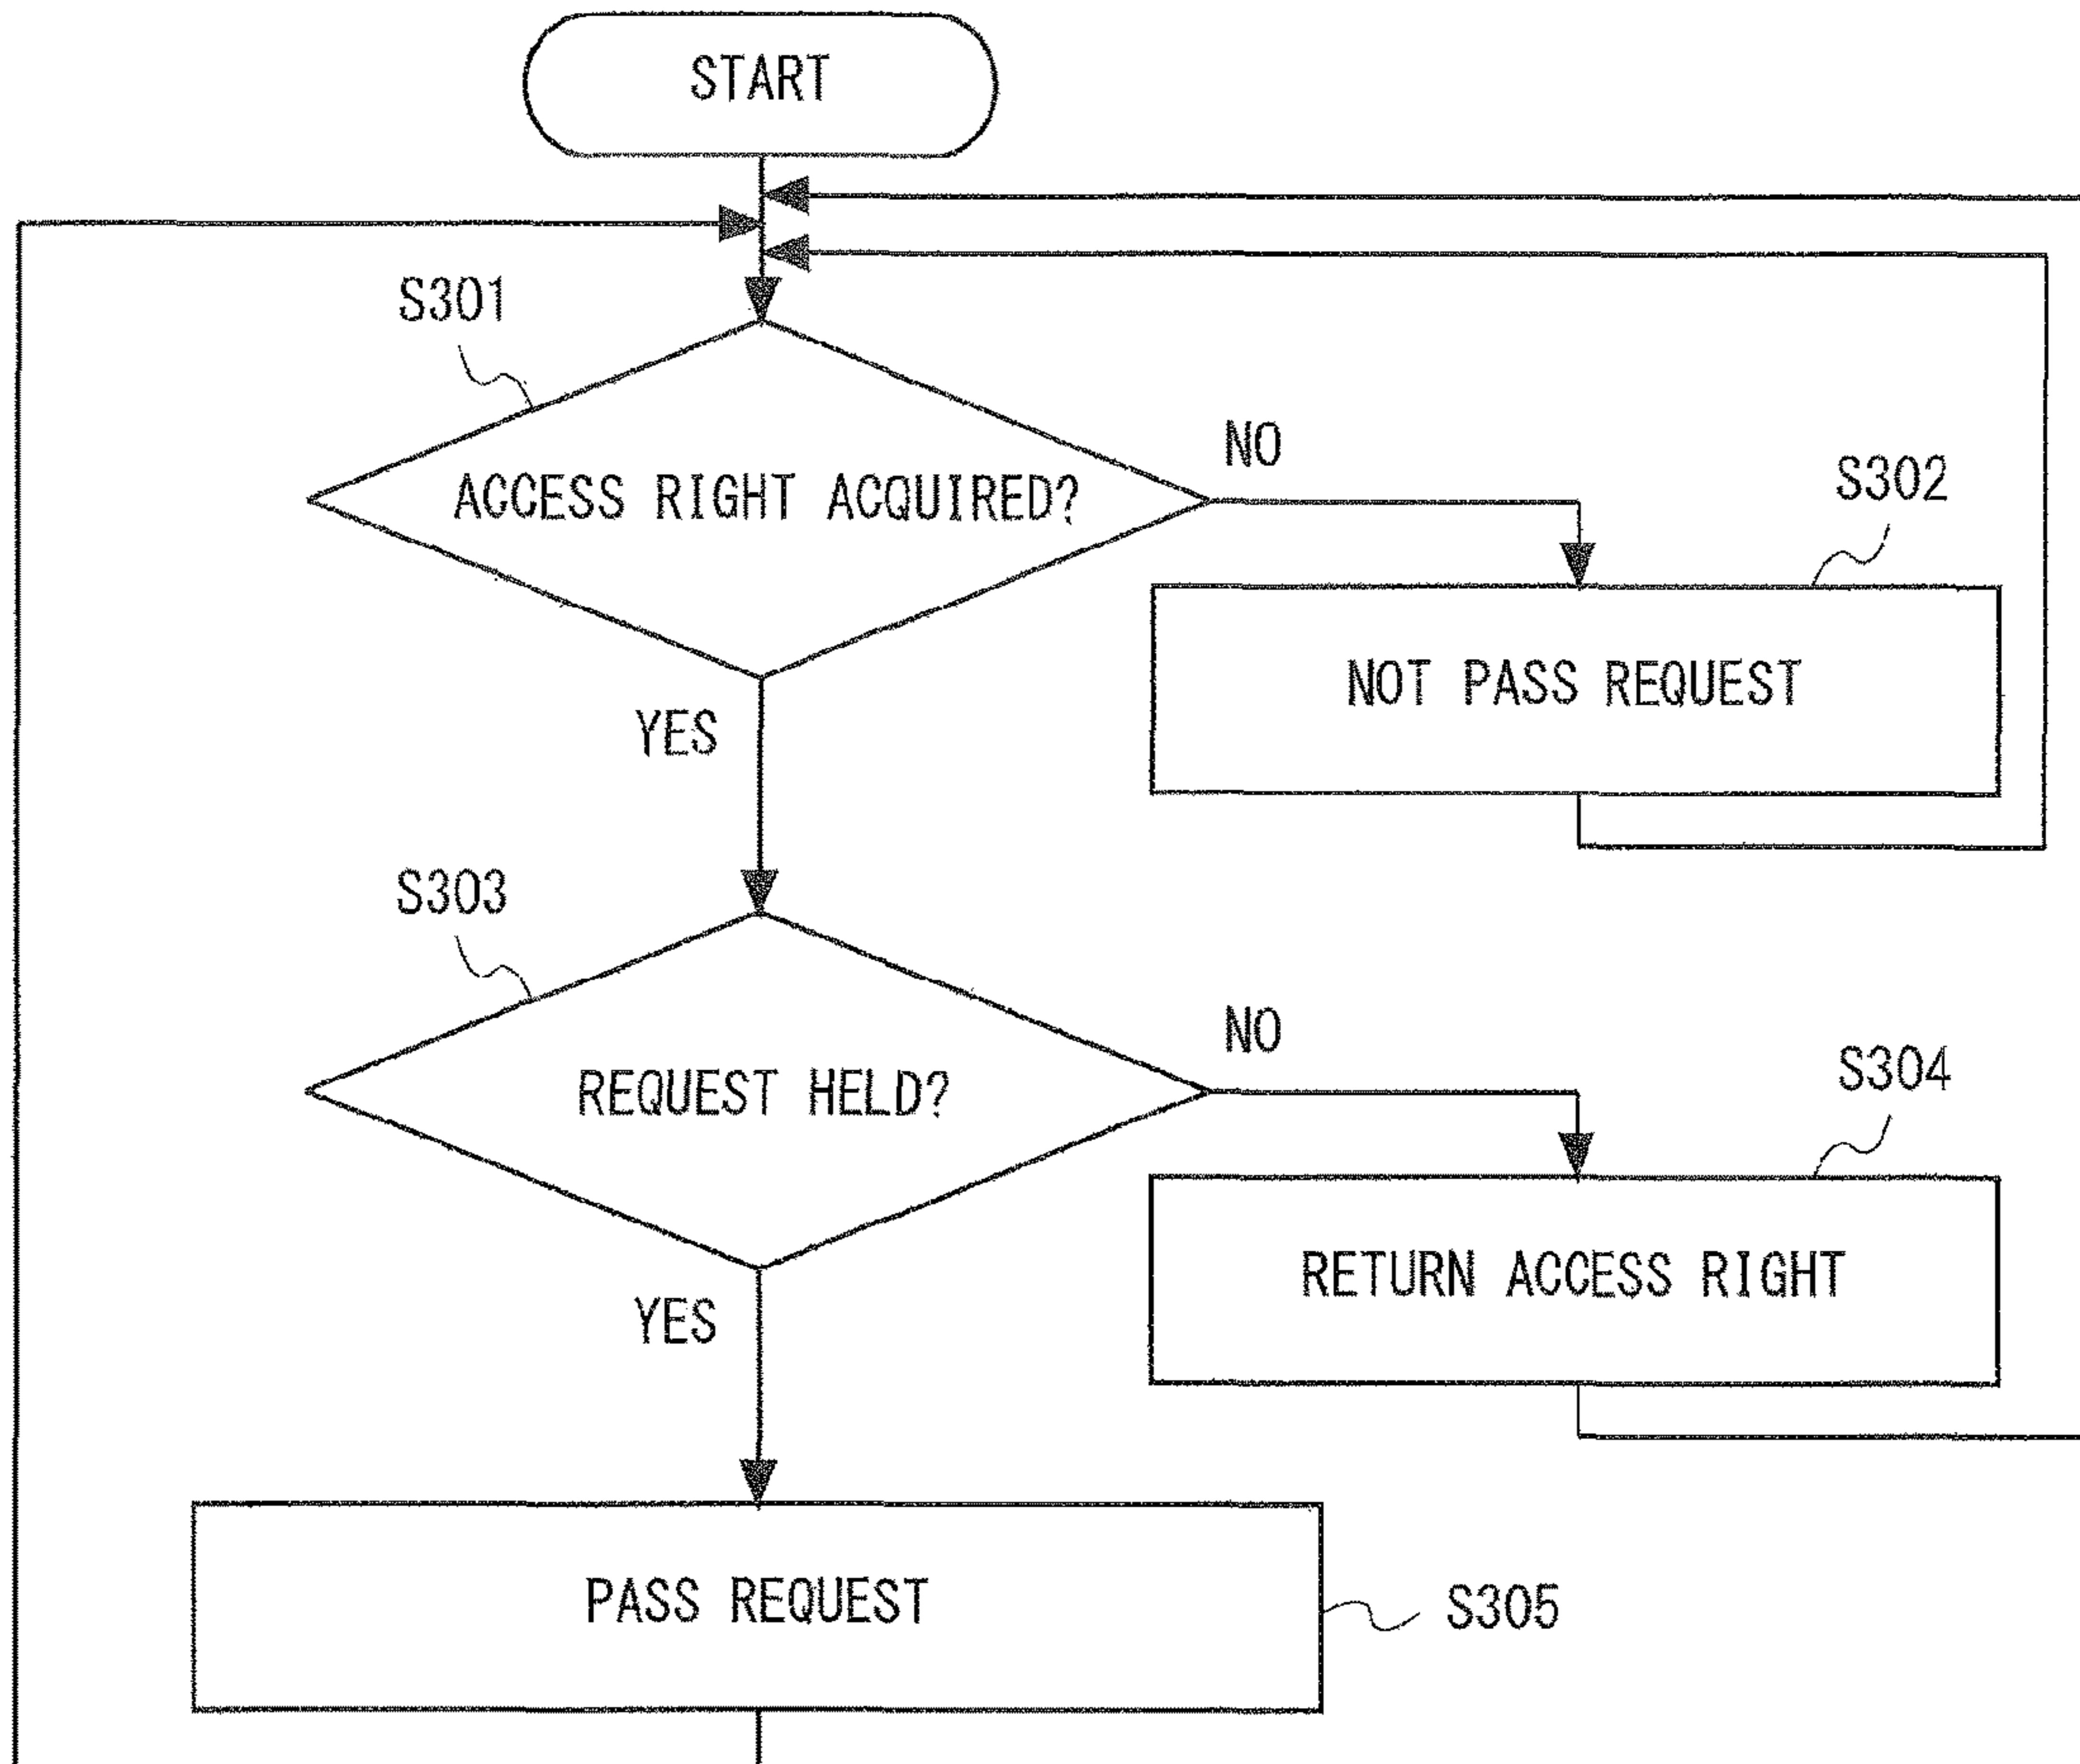 START
S301
ACCESS RIGHT ACQUIRED?
NO
S302
NOT PASS REQUEST
YES
S303
REQUEST HELD?
NO
S304
RETURN ACCESS RIGHT
YES
PASS REQUEST
S305